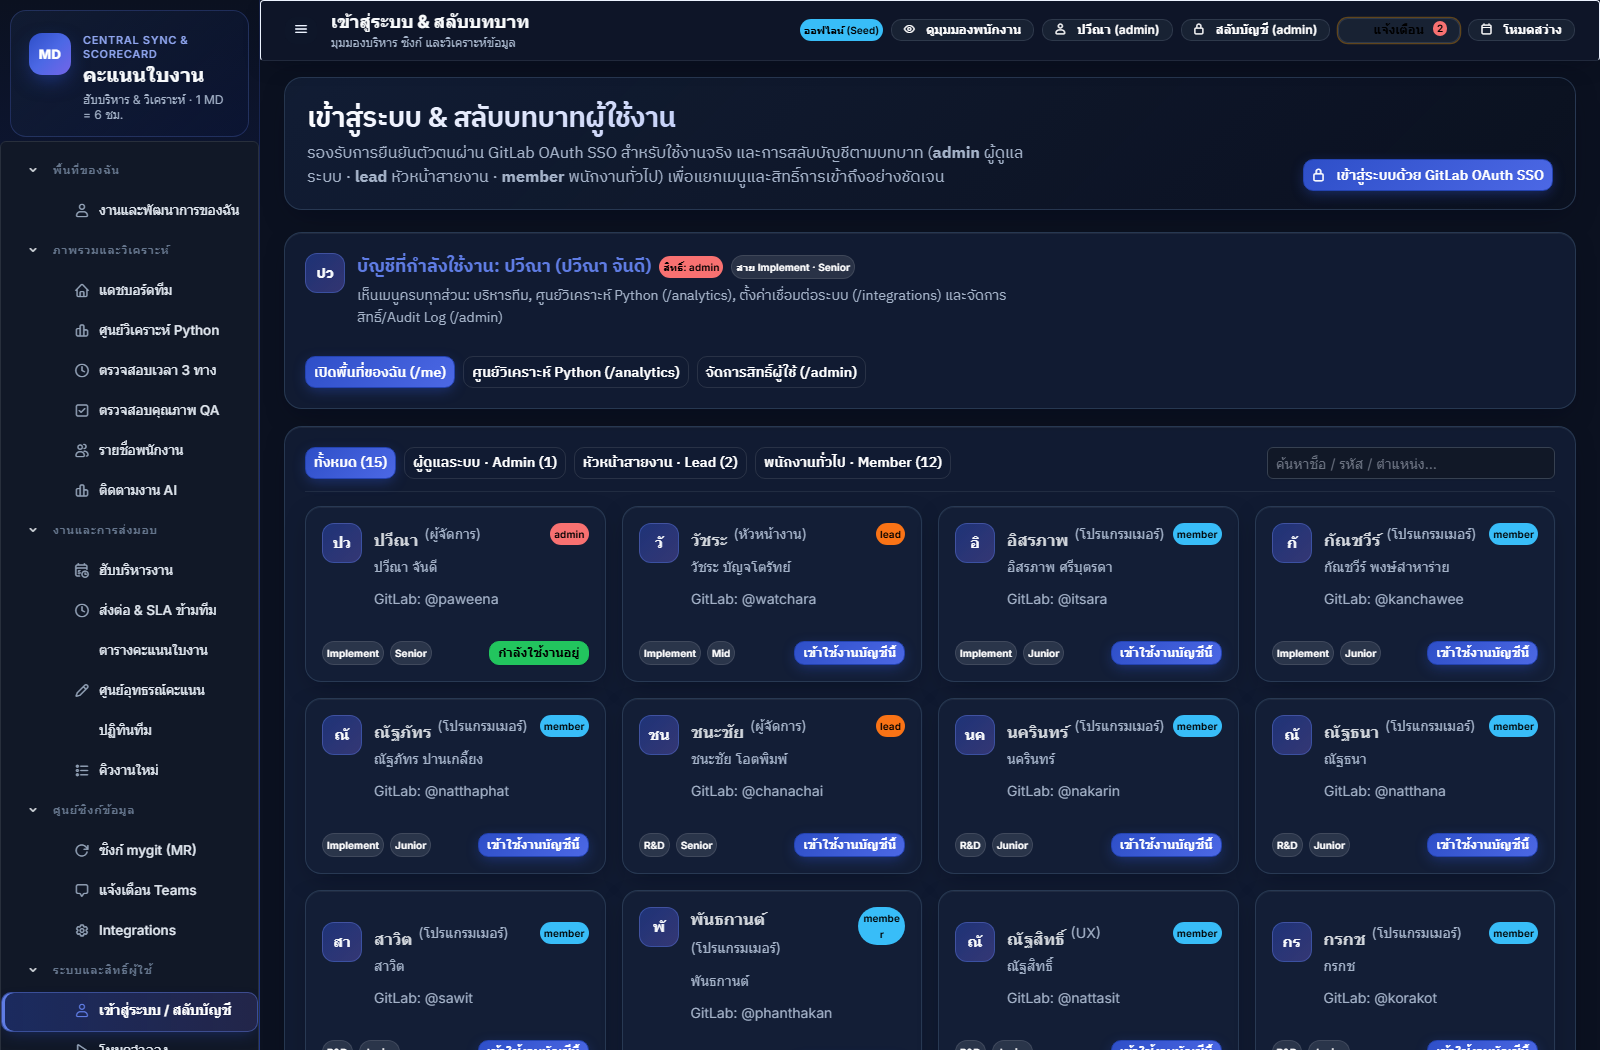 MD
CENTRAL SYNC &
SCORECARD
คะแนนใบงาน
ฮับบริหาร & วิเคราะห์ · 1 MD
= 6 ชม.
พื้นที่ของฉัน
งานและพัฒนาการของฉัน
ภาพรวมและวิเคราะห์
แดชบอร์ดทีม
ศูนย์วิเคราะห์ Python
ตรวจสอบเวลา 3 ทาง
ตรวจสอบคุณภาพ QA
รายชื่อพนักงาน
ติดตามงาน AI
งานและการส่งมอบ
ฮับบริหารงาน
ส่งต่อ & SLA ข้ามทีม
ตารางคะแนนใบงาน
ศูนย์อุทธรณ์คะแนน
ปฏิทินทีม
คิวงานใหม่
ศูนย์ซิงก์ข้อมูล
ซิงก์ mygit (MR)
แจ้งเตือน Teams
Integrations
ระบบและสิทธิ์ผู้ใช้
เข้าสู่ระบบ / สลับบัญชี
โหมดสำรอง
เข้าสู่ระบบ & สลับบทบาท
มุมมองบริหาร ซิงก์ และวิเคราะห์ข้อมูล
ออฟไลน์ (Seed)
ดูมุมมองพนักงาน
ปวีณา (admin)
สลับบัญชี (admin)
แจ้งเตือน 2
โหมดสว่าง
เข้าสู่ระบบ & สลับบทบาทผู้ใช้งาน
รองรับการยืนยันตัวตนผ่าน GitLab OAuth SSO สำหรับใช้งานจริง และการสลับบัญชีตามบทบาท (admin ผู้ดูแล
ระบบ · lead หัวหน้าสายงาน · member พนักงานทั่วไป) เพื่อแยกเมนูและสิทธิ์การเข้าถึงอย่างชัดเจน
เข้าสู่ระบบด้วย GitLab OAuth SSO
ปว
บัญชีที่กำลังใช้งาน: ปวีณา (ปวีณา จันดี)
สิทธิ์: admin
สาย Implement · Senior
เห็นเมนูครบทุกส่วน: บริหารทีม, ศูนย์วิเคราะห์ Python (/analytics), ตั้งค่าเชื่อมต่อระบบ (/integrations) และจัดการ
สิทธิ์/Audit Log (/admin)
เปิดพื้นที่ของฉัน (/me)
ศูนย์วิเคราะห์ Python (/analytics)
จัดการสิทธิ์ผู้ใช้ (/admin)
ทั้งหมด (15)
ผู้ดูแลระบบ · Admin (1)
หัวหน้าสายงาน · Lead (2)
พนักงานทั่วไป · Member (12)
ค้นหาชื่อ / รหัส / ตำแหน่ง...
ปว
ปวีณา (ผู้จัดการ)
admin
ปวีณา จันดี
GitLab: @paweena
Implement
Senior
กำลังใช้งานอยู่
วั
วัชระ (หัวหน้างาน)
lead
วัชระ บัญจโตรัทย์
GitLab: @watchara
Implement
Mid
เข้าใช้งานบัญชีนี้
อิ
อิสรภาพ (โปรแกรมเมอร์)
member
อิสรภาพ ศรีบุตรดา
GitLab: @itsara
Implement
Junior
เข้าใช้งานบัญชีนี้
กั
กัณชวีร์ (โปรแกรมเมอร์)
member
กัณชวีร์ พงษ์สาหาร่าย
GitLab: @kanchawee
Implement
Junior
เข้าใช้งานบัญชีนี้
ณั
ณัฐภัทร (โปรแกรมเมอร์)
member
ณัฐภัทร ปานเกลี้ยง
GitLab: @natthaphat
Implement
Junior
เข้าใช้งานบัญชีนี้
ชน
ชนะชัย (ผู้จัดการ)
lead
ชนะชัย โอดพิมพ์
GitLab: @chanachai
R&D
Senior
เข้าใช้งานบัญชีนี้
นค
นครินทร์ (โปรแกรมเมอร์)
member
นครินทร์
GitLab: @nakarin
R&D
Junior
เข้าใช้งานบัญชีนี้
ณั
ณัฐธนา (โปรแกรมเมอร์)
member
ณัฐธนา
GitLab: @natthana
R&D
Junior
เข้าใช้งานบัญชีนี้
สา
สาวิต (โปรแกรมเมอร์)
member
สาวิต
GitLab: @sawit
พั
พันธกานต์
(โปรแกรมเมอร์)
membe
r
พันธกานต์
GitLab: @phanthakan
ณั
ณัฐสิทธิ์ (UX)
member
ณัฐสิทธิ์
GitLab: @nattasit
กร
กรกช (โปรแกรมเมอร์)
member
กรกช
GitLab: @korakot